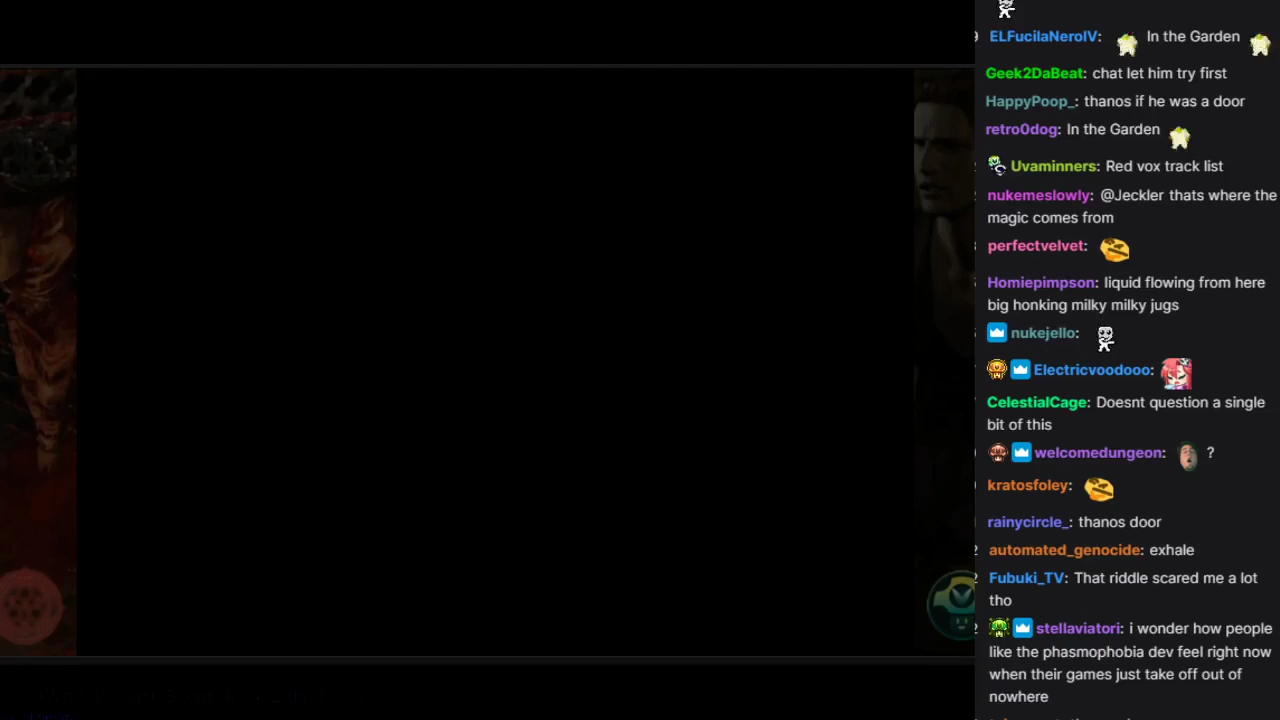 ELFucilaNeroIV: In the Garden
Geek2DaBeat: chat let him try first
HappyPoop_: thanos if he was a door
retro0dog: In the Garden
Uvaminners: Red vox track list
nukemeslowly: @Jeckler thats where the
magic comes from
perfectvelvet:
Homiepimpson: liquid flowing from here
big honking milky milky jugs
nukejello:
Electricvoodooo:
CelestialCage: Doesnt question a single
bit of this
welcomedungeon: ?
kratosfoley:
rainycircle_: thanos door
automated_genocide: exhale
Fubuki_TV: That riddle scared me a lot
tho
stellaviatori: i wonder how people
like the phasmophobia dev feel right now
when their games just take off out of
nowhere